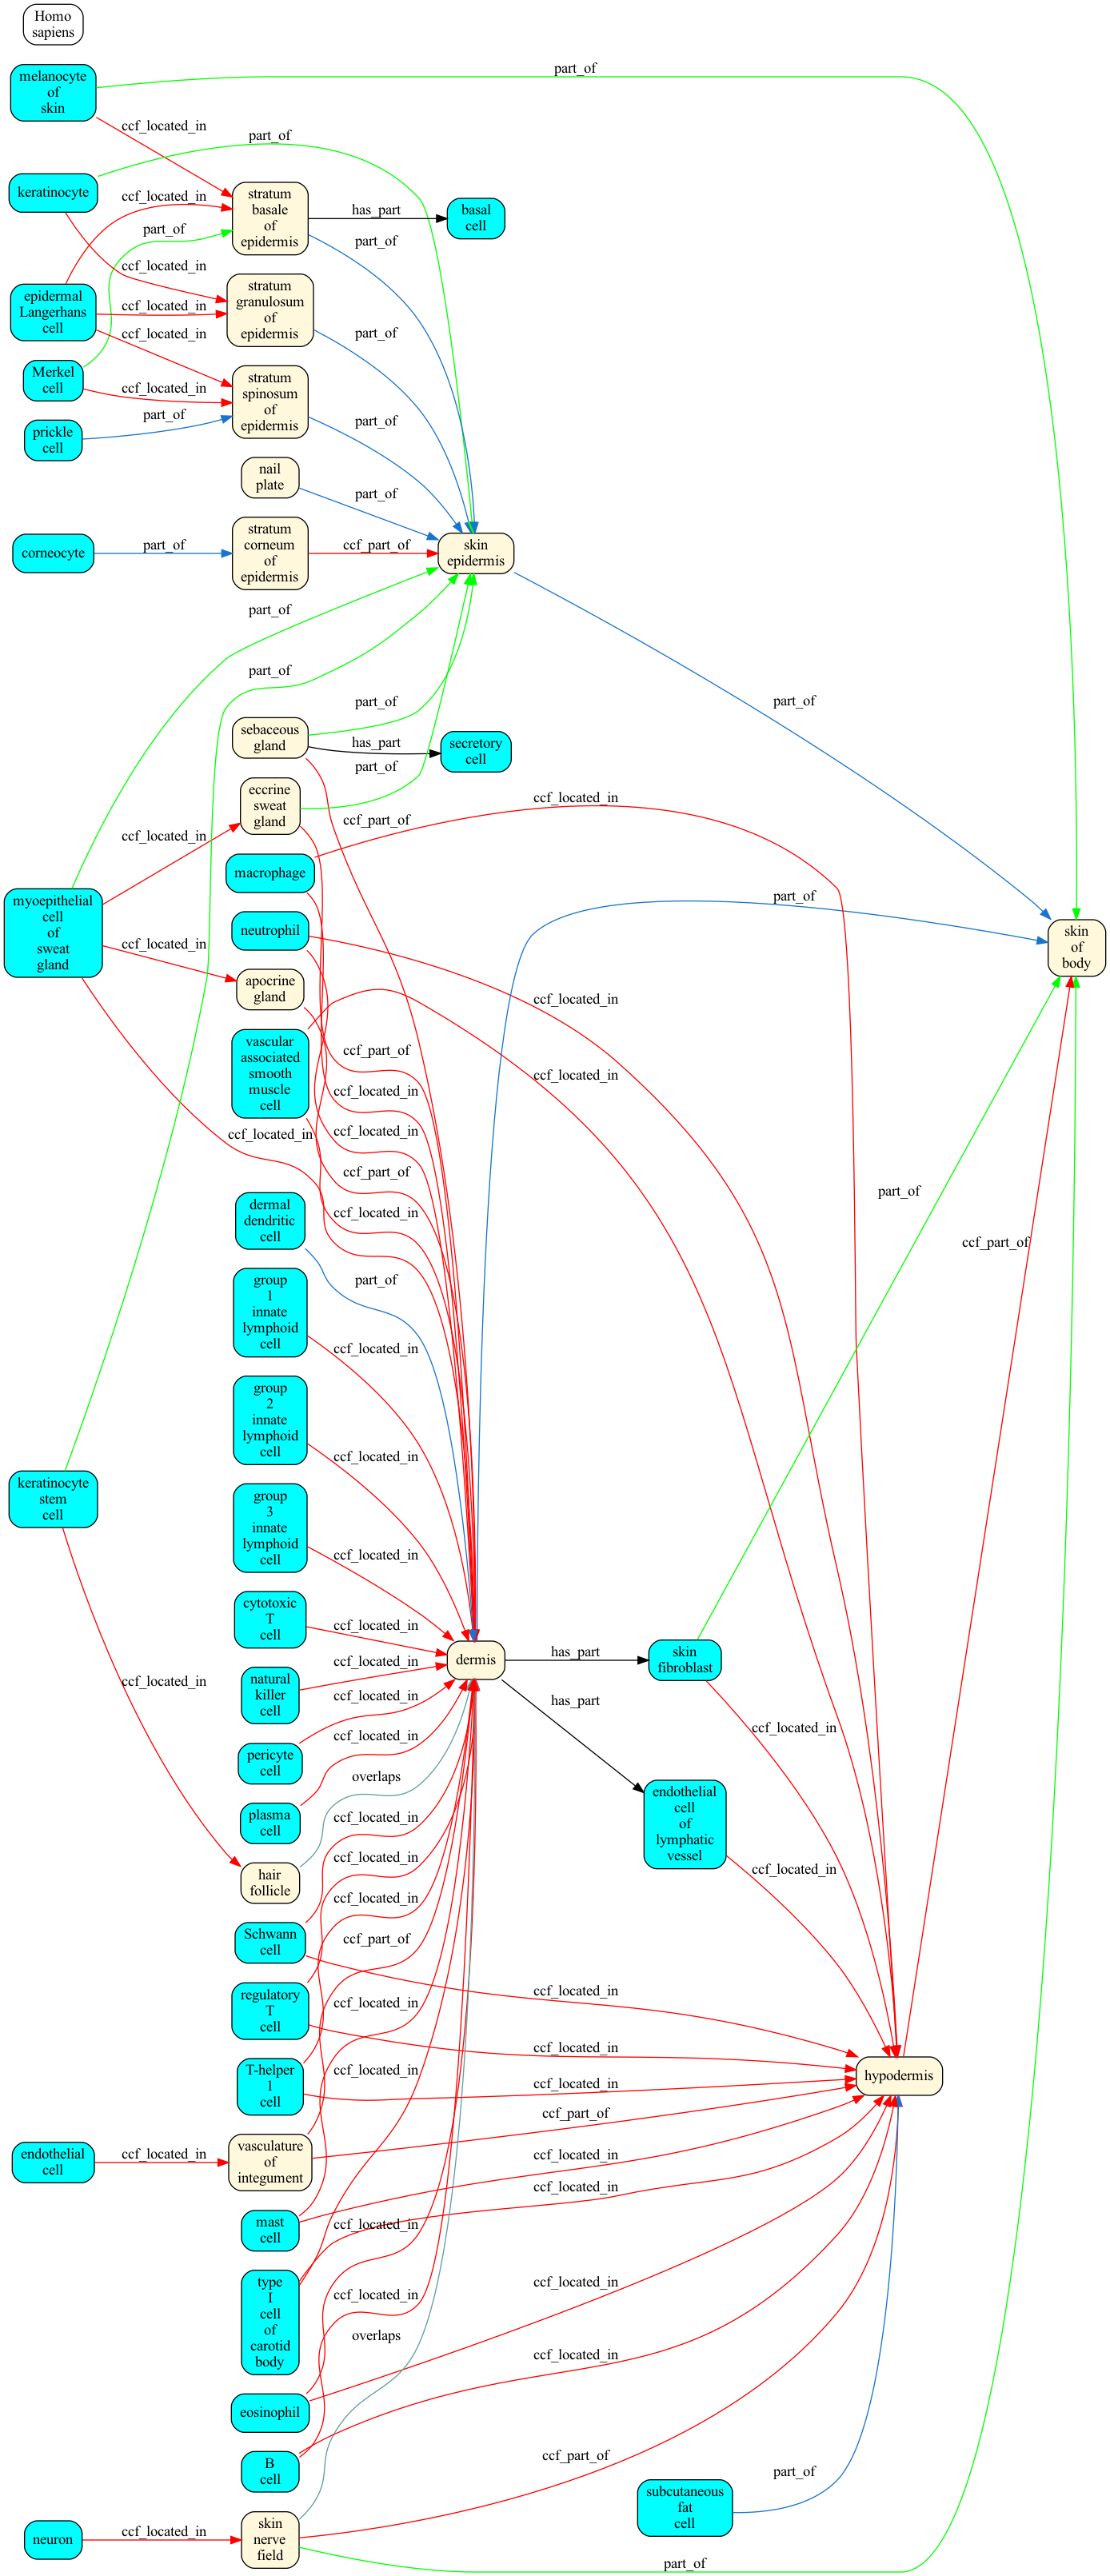 Homo
sapiens
melanocyte
of
skin
part_of
ccf_located_in
part_of
keratinocyte
ccf_located_in
stratum
basale
of
epidermis
has_part
basal
cell
part_of
part_of
ccf_located_in
epidermal
Langerhans
cell
ccf_located_in
stratum
granulosum
of
epidermis
part_of
ccf_located_in
Merkel
cell
ccf_located_in
stratum
spinosum
of
epidermis
part_of
prickle
cell
part_of
nail
plate
part_of
corneocyte
part_of
stratum
corneum
of
epidermis
ccf_part_of
skin
epidermis
part_of
part_of
part_of
part_of
sebaceous
gland
has_part
secretory
cell
part_of
eccrine
sweat
gland
ccf_part_of
ccf_located_in
ccf_located_in
macrophage
myoepithelial
cell
of
sweat
gland
neutrophil
part_of
skin
of
body
ccf_located_in
apocrine
gland
ccf_located_in
vascular
associated
smooth
muscle
cell
ccf_part_of
ccf_located_in
ccf_located_in
ccf_located_in
ccf_located_in
ccf_part_of
ccf_located_in
part_of
dermal
dendritic
cell
part_of
ccf_part_of
group
1
innate
lymphoid
cell
ccf_located_in
group
2
innate
lymphoid
cell
ccf_located_in
keratinocyte
stem
cell
group
3
innate
lymphoid
cell
ccf_located_in
cytotoxic
T
cell
ccf_located_in
dermis
has_part
skin
fibroblast
ccf_located_in
natural
killer
cell
ccf_located_in
ccf_located_in
has_part
ccf_located_in
pericyte
cell
ccf_located_in
overlaps
plasma
cell
ccf_located_in
endothelial
cell
of
lymphatic
vessel
ccf_located_in
hair
follicle
ccf_located_in
ccf_located_in
Schwann
cell
ccf_part_of
ccf_located_in
regulatory
T
cell
ccf_located_in
ccf_located_in
T-helper
1
cell
ccf_located_in
ccf_located_in
hypodermis
endothelial
cell
ccf_located_in
vasculature
of
integument
ccf_part_of
ccf_located_in
mast
cell
ccf_located_in
ccf_located_in
type
I
cell
of
carotid
body
ccf_located_in
ccf_located_in
overlaps
eosinophil
ccf_located_in
B
cell
ccf_part_of
part_of
subcutaneous
fat
cell
neuron
ccf_located_in
skin
nerve
field
part_of